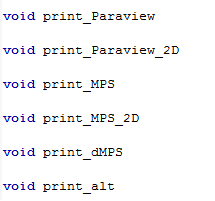 void print_Paraview
void print_Paraview_2D
void print_MPS
void print_MPS_2D
void print_dMPS
void print_alt